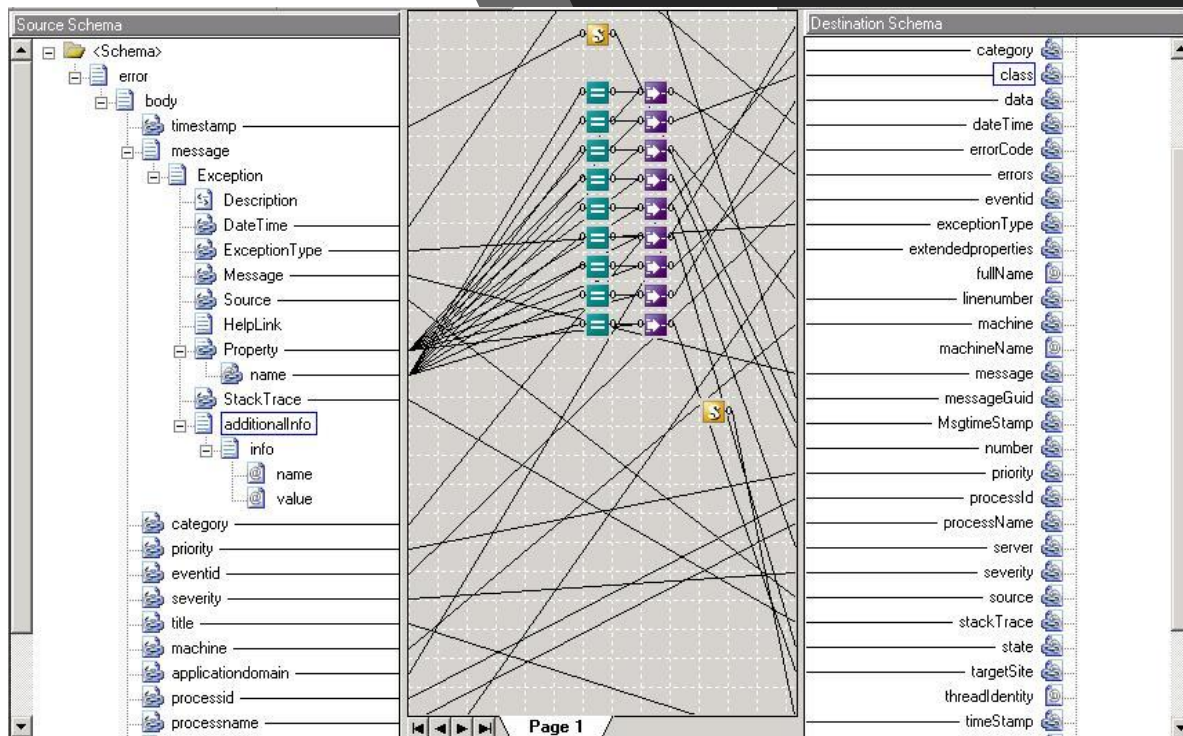 Source Schema
<Schema>
error
body
timestamp
message
Exception
Description
DateTime
ExceptionType
Message
Source
HelpLink
Property
name
StackTrace
additionalInfo
info
name
value
category
priority
eventid
severity
title
machine
applicationdomain
processid
processname
Page 1
Destination Schema
category
class
data
dateTime
errorCode
errors
eventid
exceptionType
extendedproperties
fullName
linenumber
machine
machineName
message
messageGuid
MsgtimeStamp
number
priority
processId
processName
server
severity
source
stackTrace
state
targetSite
threadIdentity
timeStamp